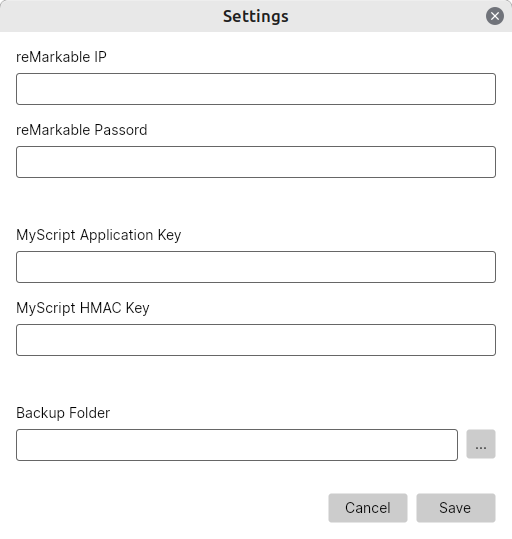 Settings
reMarkable IP
reMarkable Passord
MyScript Application Key
MyScript HMAC Key
Backup Folder
...
Cancel Save